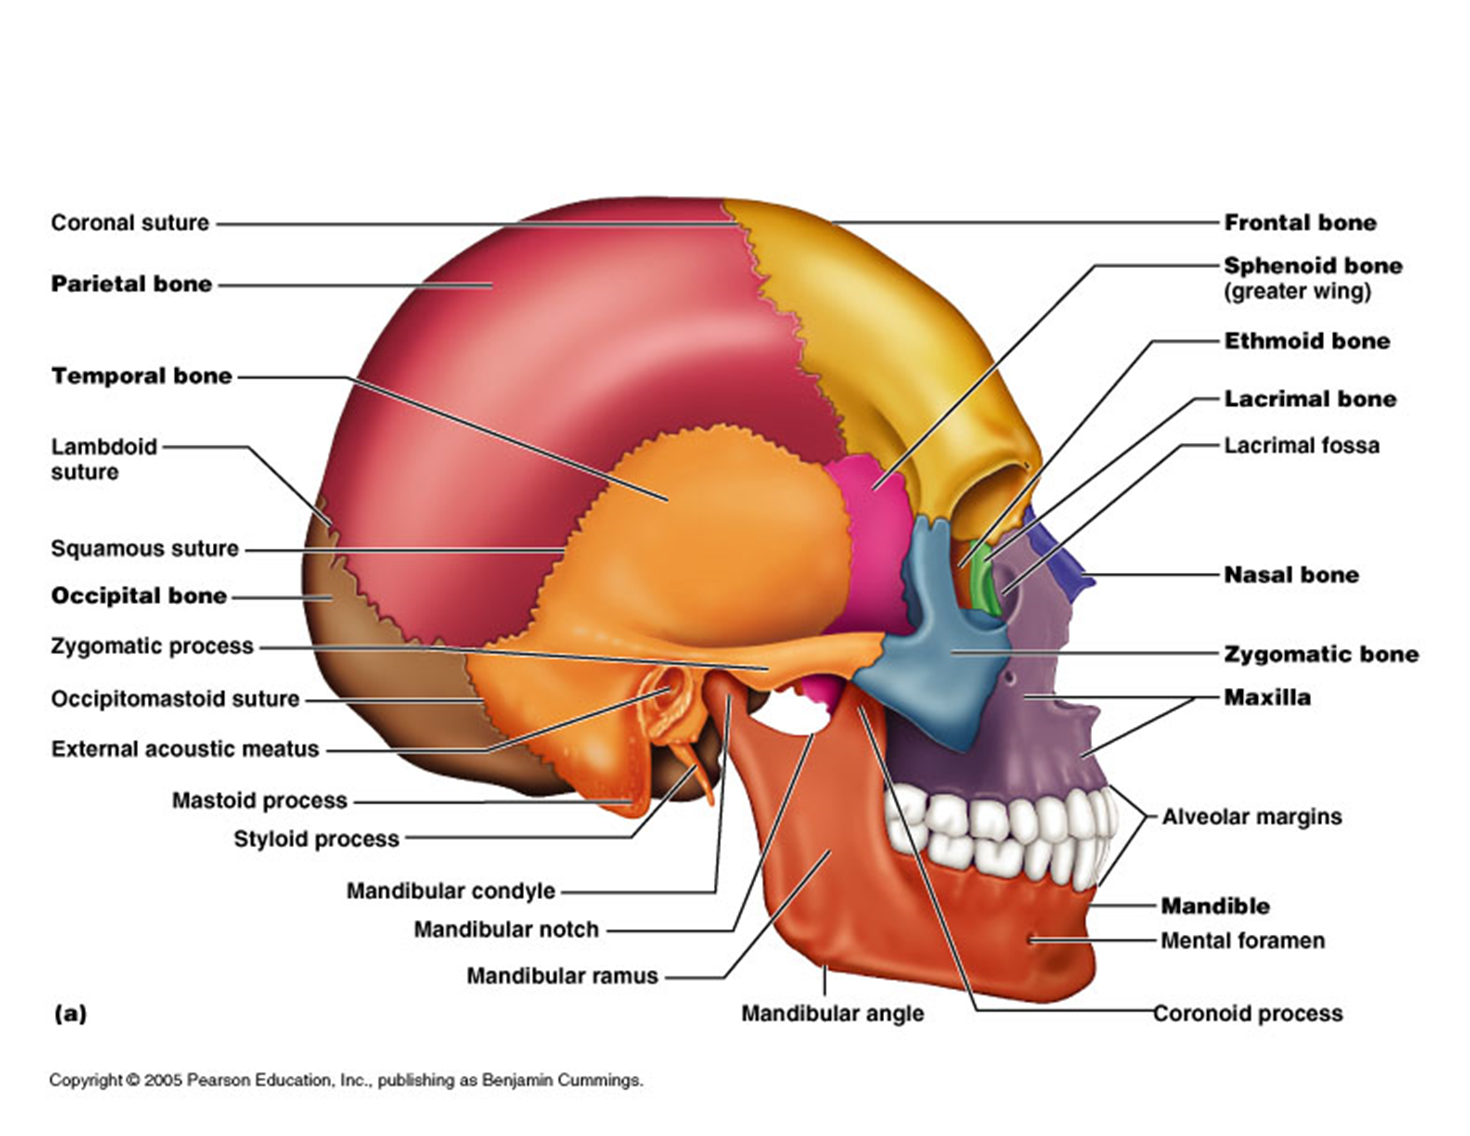 Coronal suture
Parietal bone
Temporal bone
Lambdoid
suture
Squamous suture
Occipital bone
Zygomatic process
Occipitomastoid suture
External acoustic meatus
Mastoid process
Styloid process
Mandibular condyle
Mandibular notch
Mandibular ramus
Mandibular angle
Frontal bone
Sphenoid bone
(greater wing)
Ethmoid bone
Lacrimal bone
Lacrimal fossa
Nasal bone
Zygomatic bone
Maxilla
Alveolar margins
Mandible
Mental foramen
Coronoid process
(a)
Copyright © 2005 Pearson Education, Inc., publishing as Benjamin Cummings.